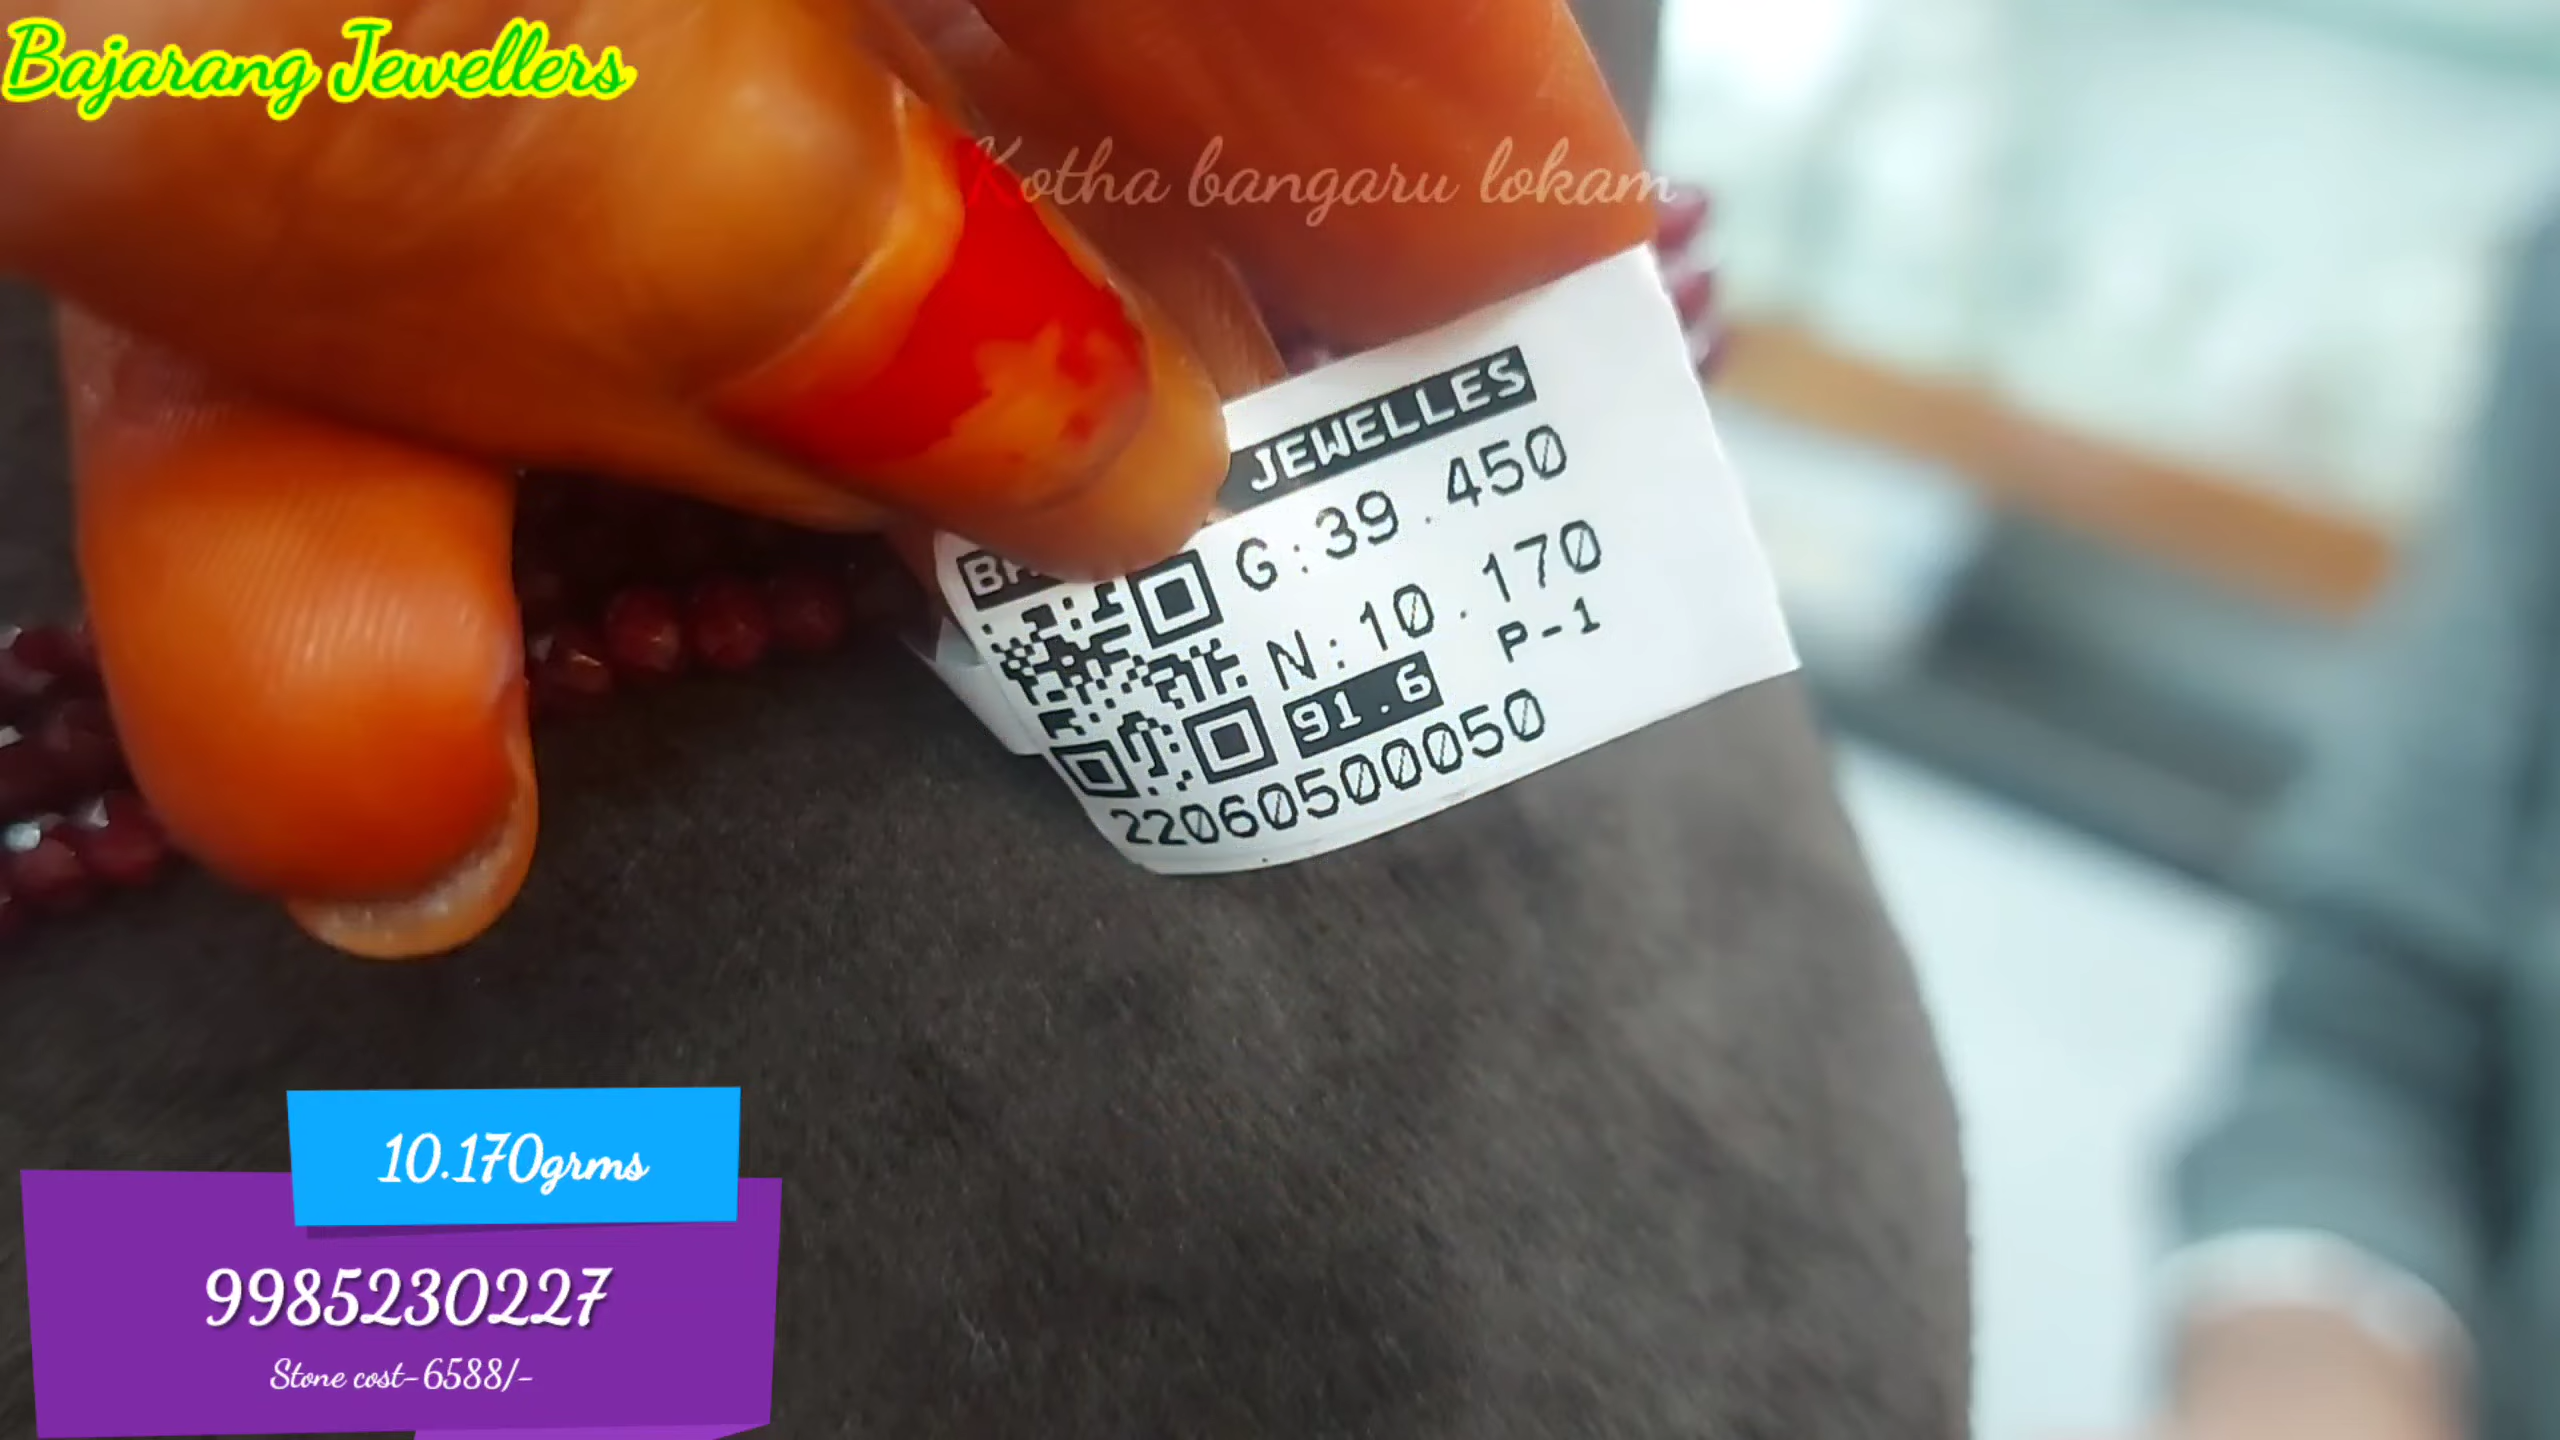 Bajarang Jewellers
Kotha bangaru lokam
JEWELLES
G:39.450
N:10.170
P-1
91.6
22060500050
10.170grms
9985230227
Stone cost-6588/-